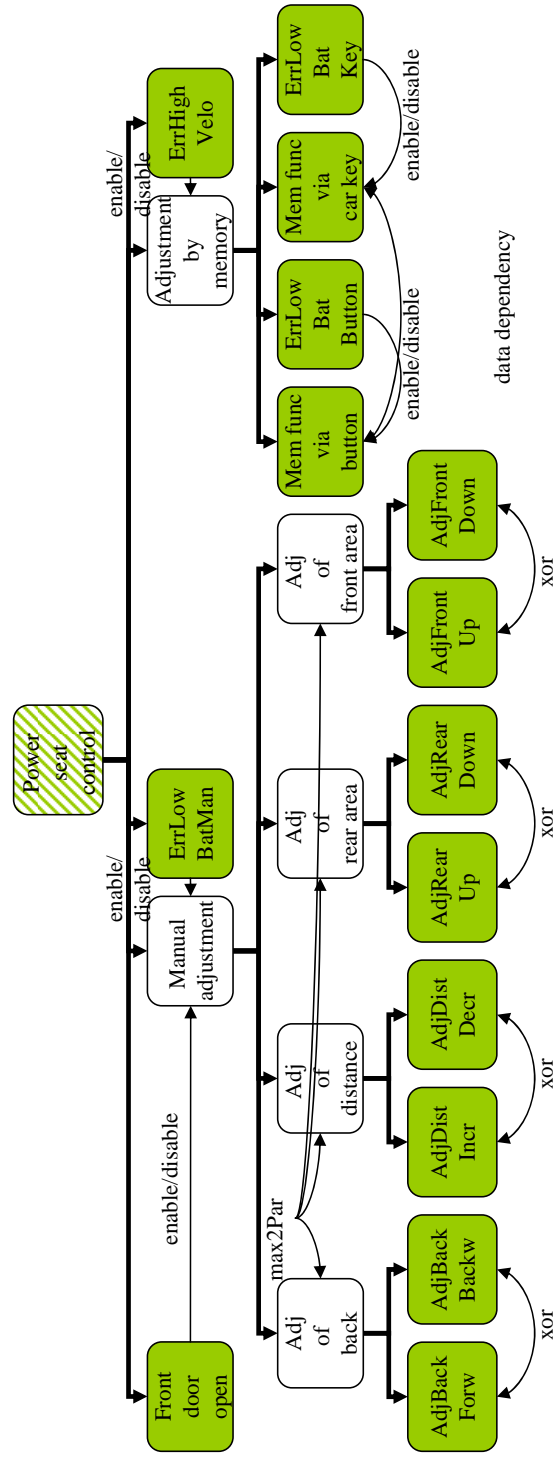 Power
seat
control
enable/
disable
enable/
disable
Front
door
open
enable/disable
Manual
adjustment
ErrLow
BatMan
Adjustment
by
memory
ErrHigh
Velo
max2Par
Adj
of
back
Adj
of
distance
Adj
of
rear area
Adj
of
front area
Mem func
via
button
ErrLow
Bat
Button
Mem func
via
car key
ErrLow
Bat
Key
enable/disable
enable/disable
AdjBack
Forw
AdjBack
Backw
AdjDist
Incr
AdjDist
Decr
AdjRear
Up
AdjRear
Down
AdjFront
Up
AdjFront
Down
data dependency
xor
xor
xor
xor